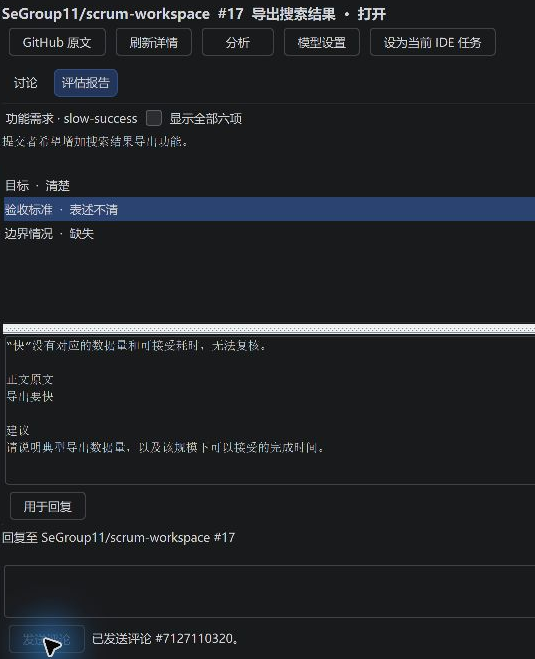 SeGroup11/scrum-workspace #17 导出搜索结果 • 打开
GitHub 原文 刷新详情 分析 模型设置 设为当前 IDE 任务
讨论 评估报告
功能需求 · slow-success 显示全部六项
提交者希望增加搜索结果导出功能。
目标 · 清楚
验收标准 · 表述不清
边界情况 · 缺失
“快”没有对应的数据量和可接受耗时，无法复核。
正文原文
导出要快
建议
请说明典型导出数据量，以及该规模下可以接受的完成时间。
用于回复
回复至 SeGroup11/scrum-workspace #17
已发送评论 #7127110320。